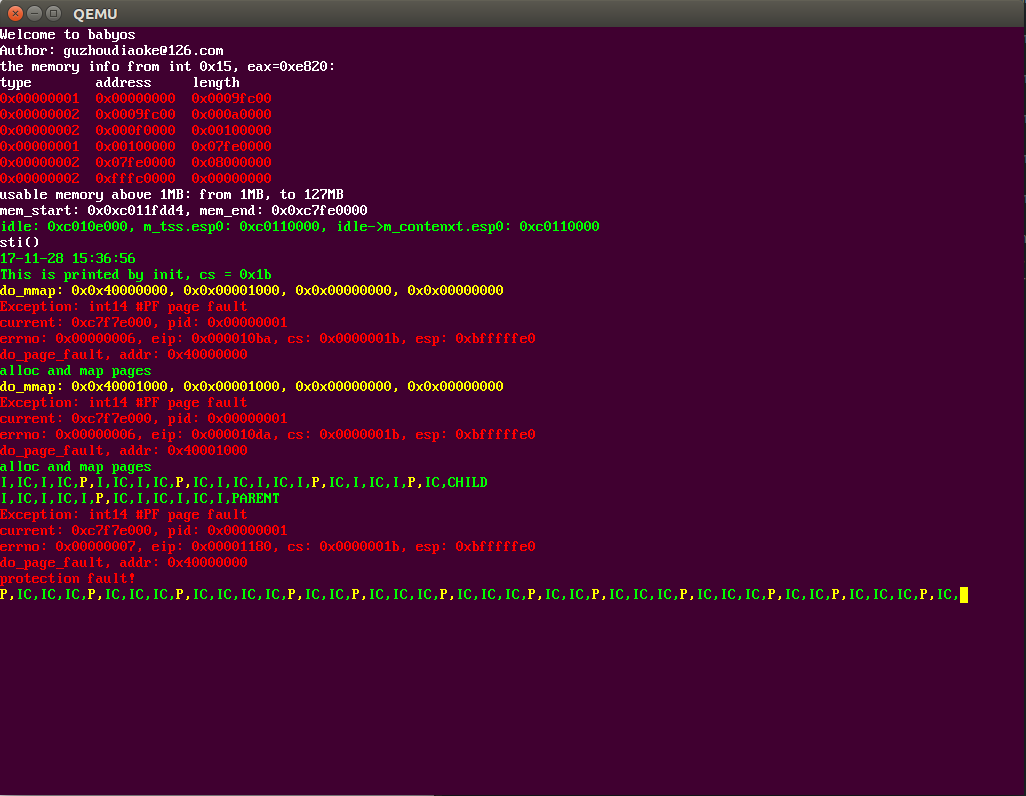 QEMU
Welcome to babyos
Author: guzhoudiaoke@126.com
the memory info from int 0x15, eax=0xe820:
type address length
0x00000001 0x00000000 0x0009fc00
0x00000002 0x0009fc00 0x000a0000
0x00000002 0x000f0000 0x00100000
0x00000001 0x00100000 0x07fe0000
0x00000002 0x07fe0000 0x08000000
0x00000002 0xfffc0000 0x00000000
usable memory above 1MB: from 1MB, to 127MB
mem_start: 0x0xc011fdd4, mem_end: 0x0xc7fe0000
idle: 0xc010e000, m_tss.esp0: 0xc0110000, idle->m_contenxt.esp0: 0xc0110000
sti()
17-11-28 15:36:56
This is printed by init, cs = 0x1b
do_mmap: 0x0x40000000, 0x0x00001000, 0x0x00000000, 0x0x00000000
Exception: int14 #PF page fault
current: 0xc7f7e000, pid: 0x00000001
errno: 0x00000006, eip: 0x000010ba, cs: 0x0000001b, esp: 0xbfffffe0
do_page_fault, addr: 0x40000000
alloc and map pages
do_mmap: 0x0x40001000, 0x0x00001000, 0x0x00000000, 0x0x00000000
Exception: int14 #PF page fault
current: 0xc7f7e000, pid: 0x00000001
errno: 0x00000006, eip: 0x000010da, cs: 0x0000001b, esp: 0xbfffffe0
do_page_fault, addr: 0x40001000
alloc and map pages
I,IC,I,IC,P,I,IC,I,IC,P,IC,I,IC,I,IC,I,P,IC,I,IC,I,P,IC,CHILD
I,IC,I,IC,I,P,IC,I,IC,I,IC,I,PARENT
Exception: int14 #PF page fault
current: 0xc7f7e000, pid: 0x00000001
errno: 0x00000007, eip: 0x00001180, cs: 0x0000001b, esp: 0xbfffffe0
do_page_fault, addr: 0x40000000
protection fault!
P,IC,IC,IC,P,IC,IC,IC,P,IC,IC,IC,IC,P,IC,IC,P,IC,IC,IC,P,IC,IC,IC,P,IC,IC,P,IC,IC,IC,P,IC,IC,IC,P,IC,IC,P,IC,IC,IC,P,IC,